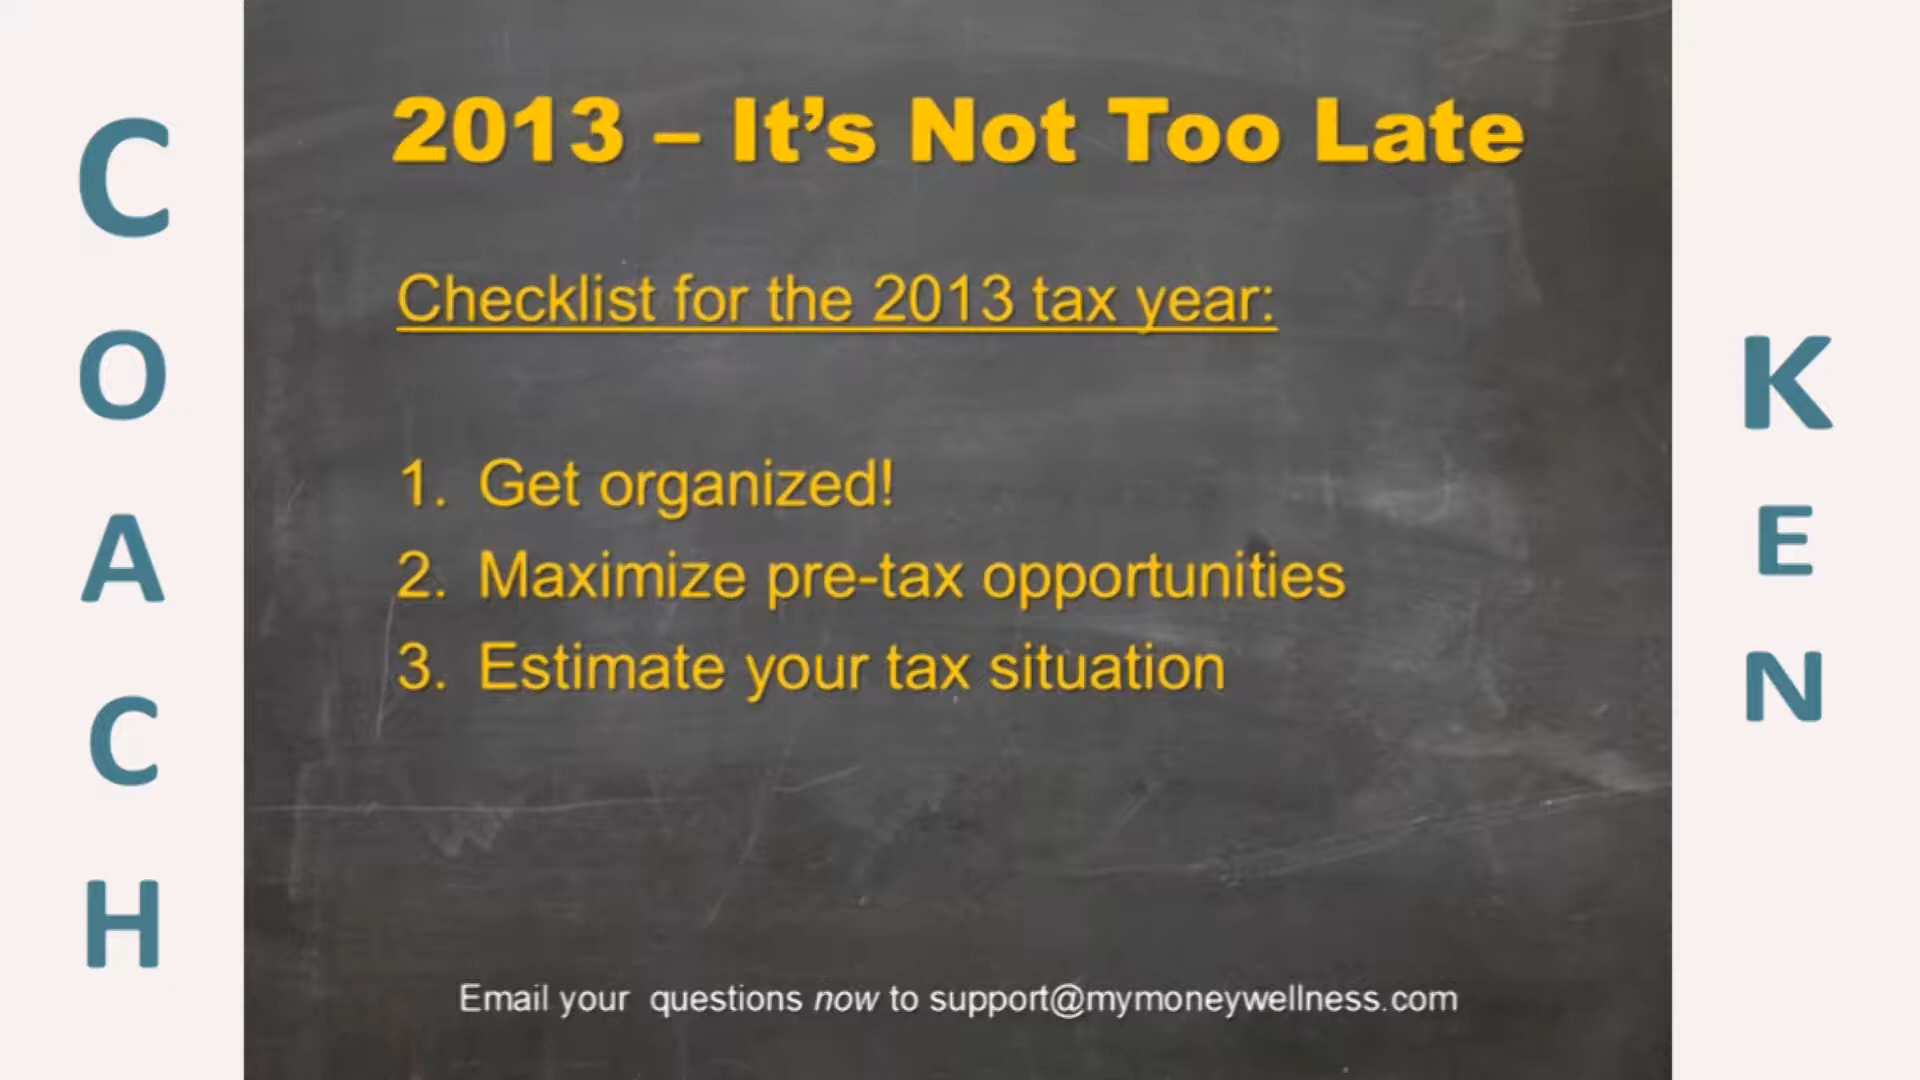 COACH
2013 – It’s Not Too Late
Checklist for the 2013 tax year:
1. Get organized!
2. Maximize pre-tax opportunities
3. Estimate your tax situation
Email your questions now to support@mymoneywellness.com
KEN